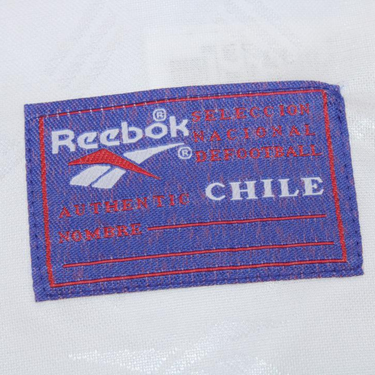 Reebok®
SELECCION
NACIONAL
DEFOOTBALL
®
CHILE
AUTHENTIC
NOMBRE